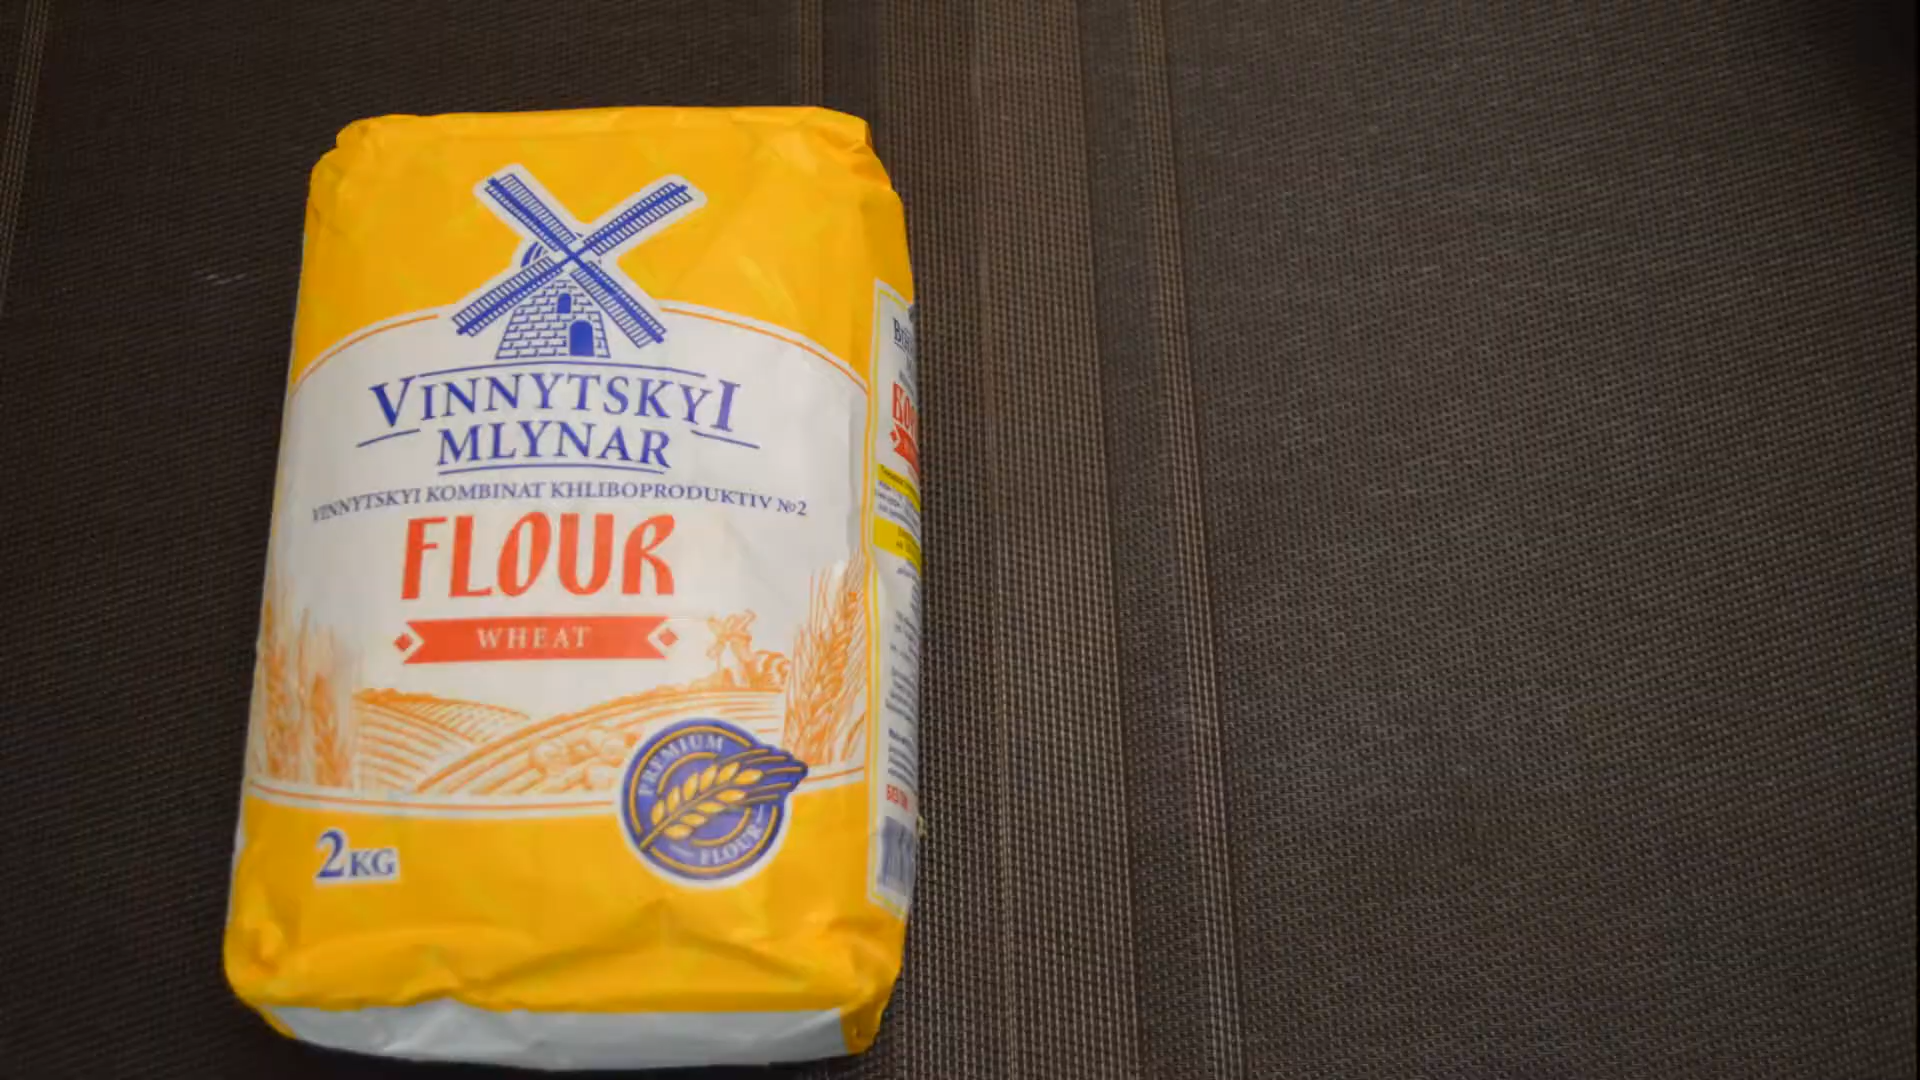 VINNYTSKYI
MLYNAR
VINNYTSKYI KOMBINAT KHLIBOPRODUKTIV №2
FLOUR
WHEAT
PREMIUM
FLOUR
2KG